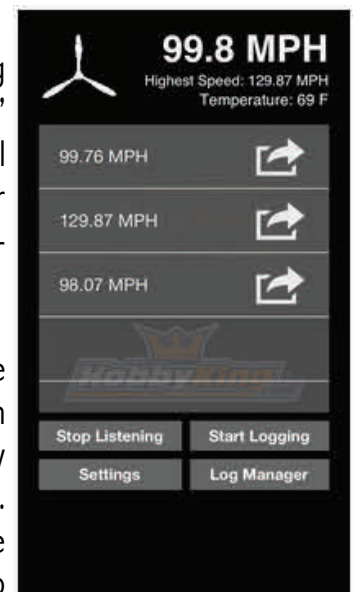 99.8 MPH
Highest Speed: 129.87 MPH
Temperature: 69 F
99.76 MPH
129.87 MPH
98.07 MPH
HobbyKing
Stop Listening
Start Logging
Settings
Log Manager